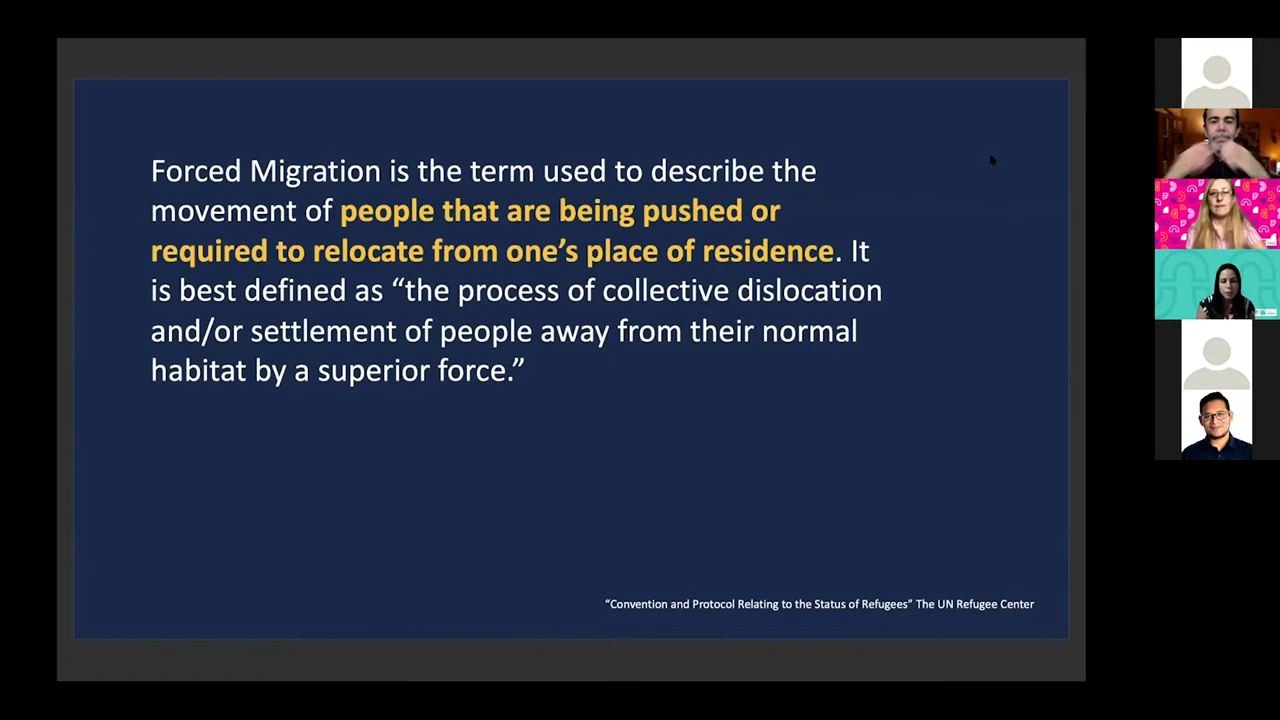 Forced Migration is the term used to describe the
movement of people that are being pushed or
required to relocate from one’s place of residence. It
is best defined as “the process of collective dislocation
and/or settlement of people away from their normal
habitat by a superior force.”
“Convention and Protocol Relating to the Status of Refugees” The UN Refugee Center